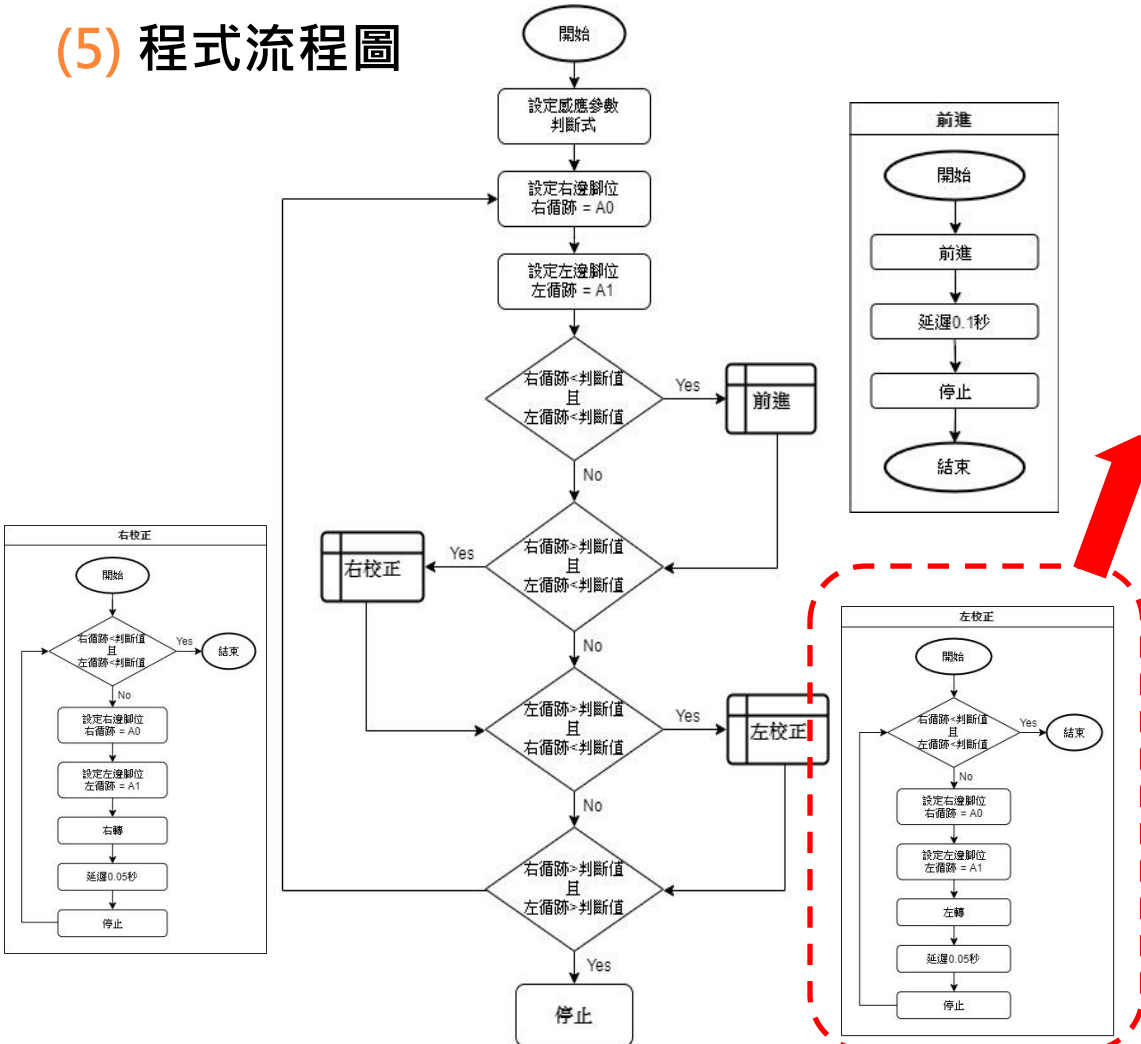 (5) 程式流程圖
開始
設定感應參數
判斷式
設定右邊腳位
右循跡 = A0
設定左邊腳位
左循跡 = A1
右循跡<判斷值
且
左循跡<判斷值
Yes
前進
No
右循跡>判斷值
且
左循跡<判斷值
Yes
右校正
No
左循跡>判斷值
且
右循跡<判斷值
Yes
左校正
No
右循跡>判斷值
且
左循跡>判斷值
Yes
停止
前進
開始
前進
延遲0.1秒
停止
結束
右校正
開始
右循跡<判斷值
且
左循跡<判斷值
Yes
結束
No
設定右邊腳位
右循跡 = A0
設定左邊腳位
左循跡 = A1
右轉
延遲0.05秒
停止
左校正
開始
右循跡<判斷值
且
左循跡<判斷值
Yes
結束
No
設定右邊腳位
右循跡 = A0
設定左邊腳位
左循跡 = A1
左轉
延遲0.05秒
停止